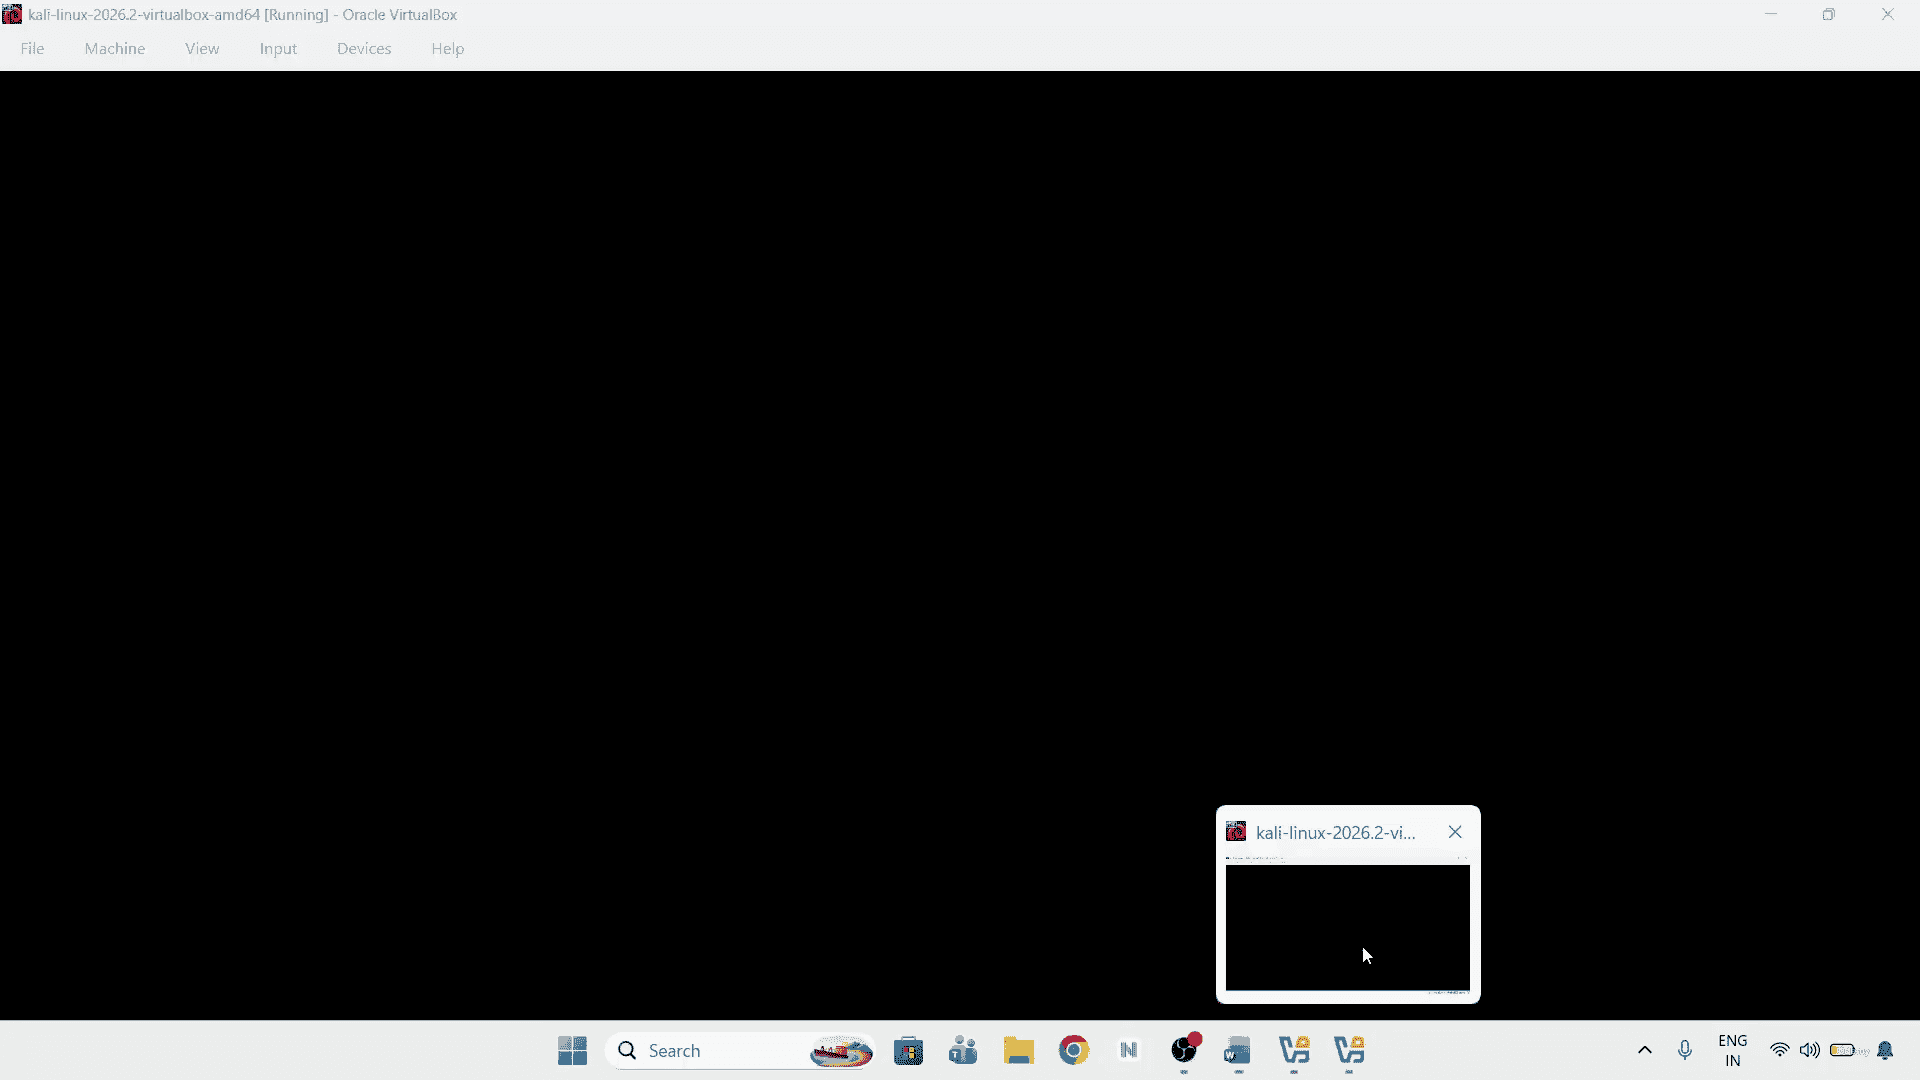 kali-linux-2026.2-virtualbox-amd64 [Running] - Oracle VirtualBox
File Machine View Input Devices Help
kali-linux-2026.2-vi...
Search
ENG
IN